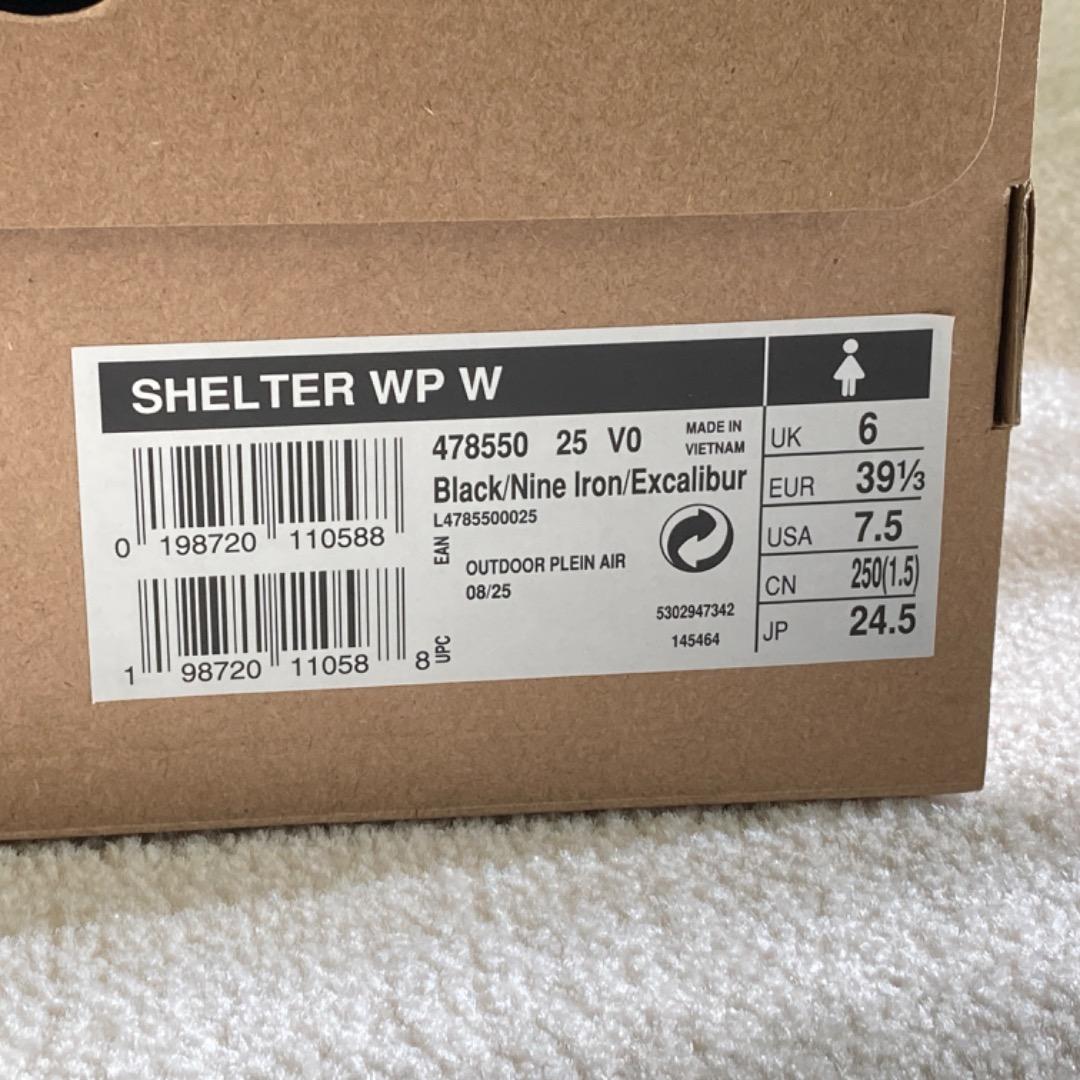 SHELTER WP W
478550 25 V0
MADE IN
VIETNAM
Black/Nine Iron/Excalibur
L4785500025
0 198720 110588
EAN
OUTDOOR PLEIN AIR
08/25
5302947342
145464
1 98720 11058 8
UPC
UK 6
EUR 39⅓
USA 7.5
CN 250(1.5)
JP 24.5